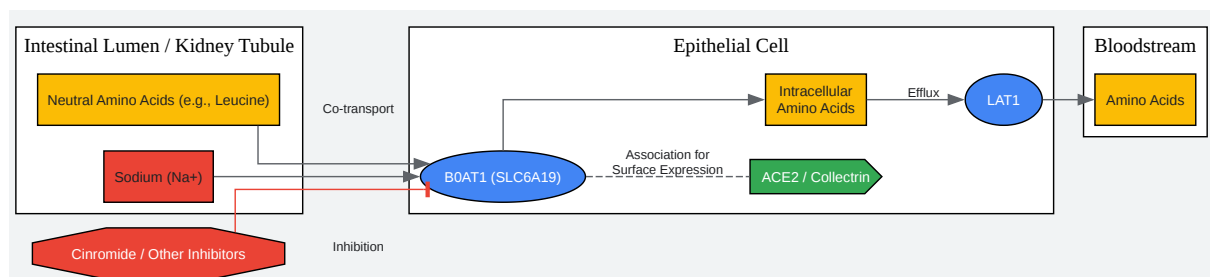 Intestinal Lumen / Kidney Tubule
Neutral Amino Acids (e.g., Leucine)
Sodium (Na+)
Cinromide / Other Inhibitors
Co-transport
Inhibition
Epithelial Cell
B0AT1 (SLC6A19)
Association for
Surface Expression
ACE2 / Collectrin
Intracellular
Amino Acids
Efflux
LAT1
Bloodstream
Amino Acids